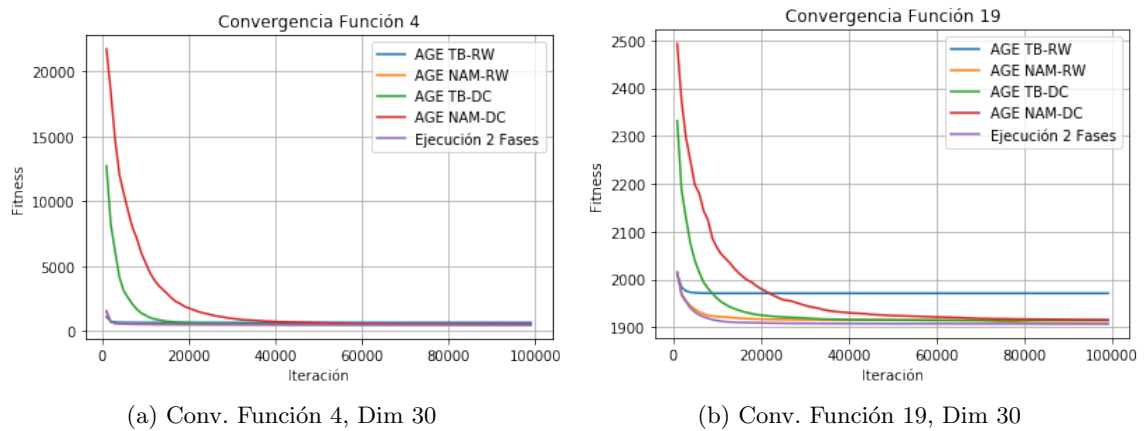 Convergencia Función 4
Fitness
20000
15000
10000
5000
0
AGE TB-RW
AGE NAM-RW
AGE TB-DC
AGE NAM-DC
Ejecución 2 Fases
0 20000 40000 60000 80000 100000
Iteración
(a) Conv. Función 4, Dim 30
Convergencia Función 19
Fitness
2500
2400
2300
2200
2100
2000
1900
AGE TB-RW
AGE NAM-RW
AGE TB-DC
AGE NAM-DC
Ejecución 2 Fases
0 20000 40000 60000 80000 100000
Iteración
(b) Conv. Función 19, Dim 30